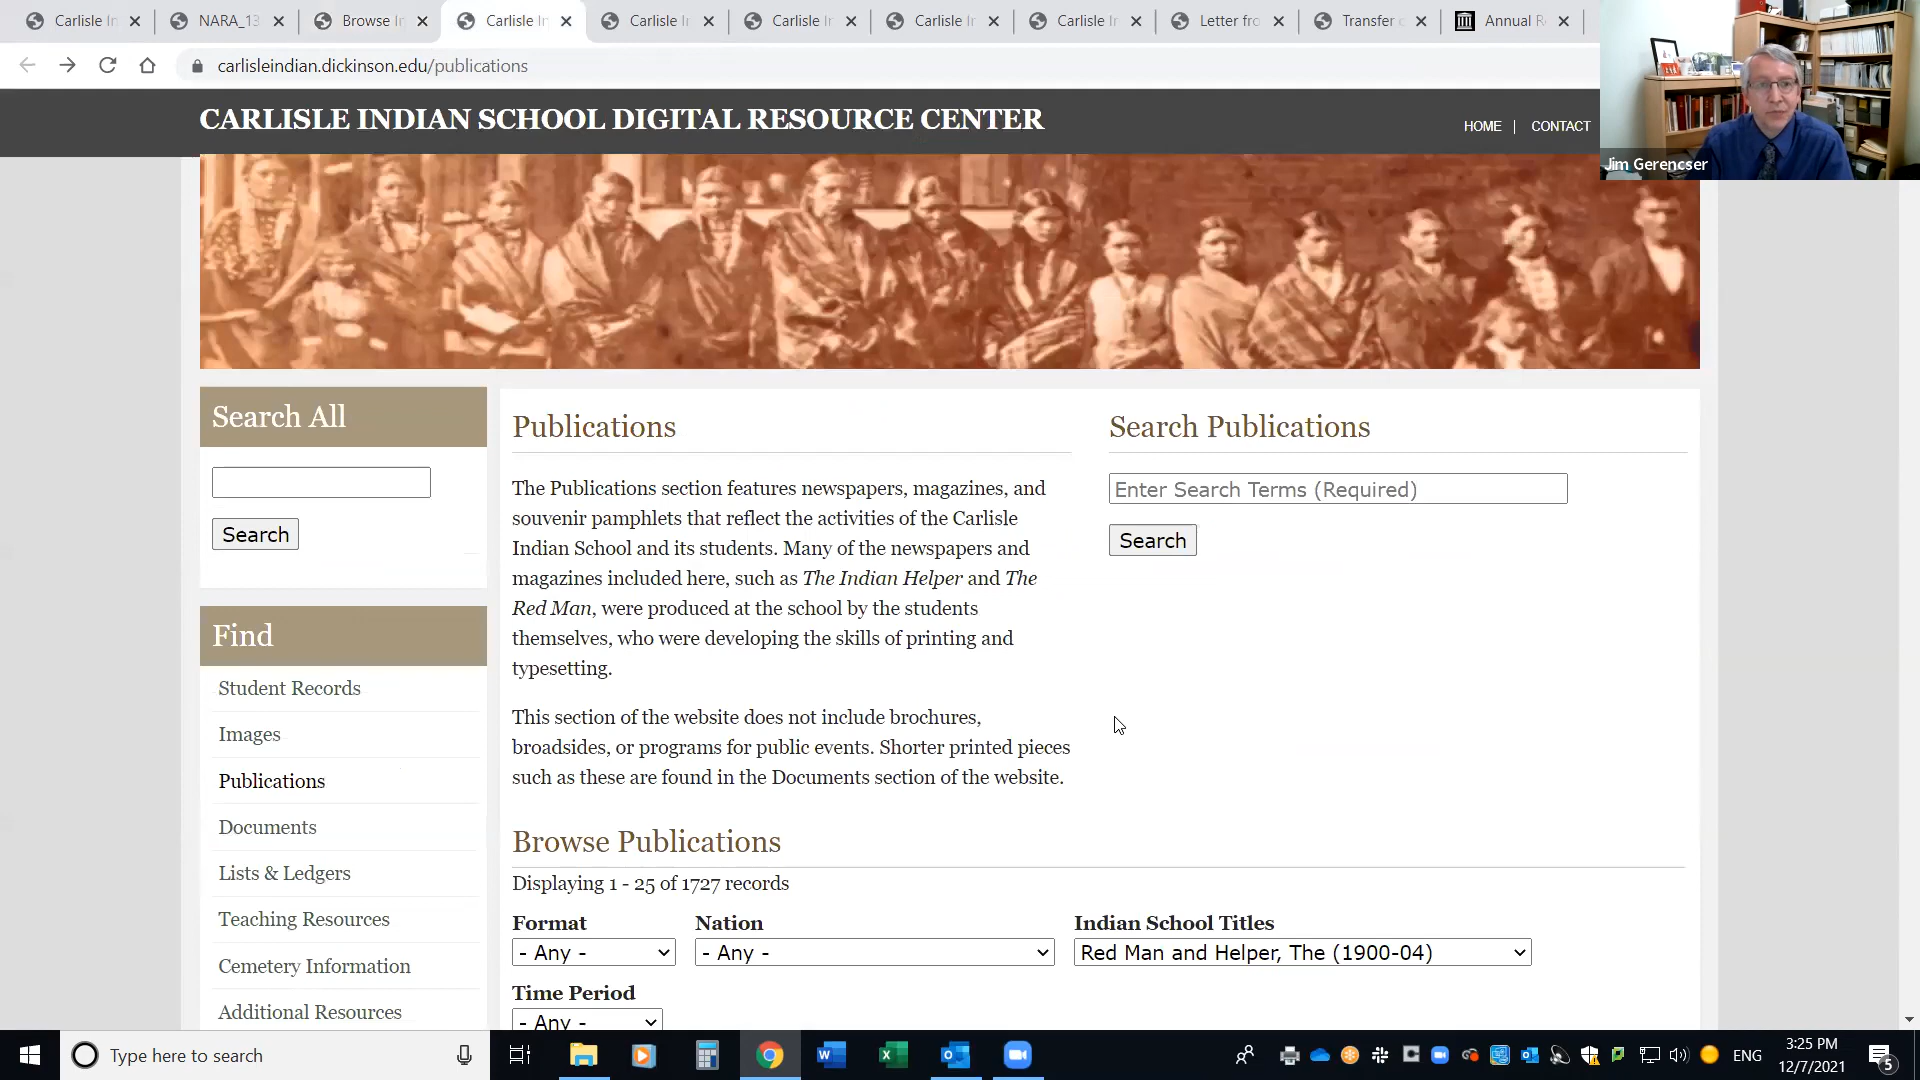 Carlisle In
NARA_13
Browse In
Carlisle In
Carlisle In
Carlisle In
Carlisle In
Carlisle In
Letter fro
Transfer
Annual R
carlisleindian.dickinson.edu/publications
CARLISLE INDIAN SCHOOL DIGITAL RESOURCE CENTER
HOME | CONTACT
Jim Gerencser
Search All
Search
Find
Student Records
Images
Publications
Documents
Lists & Ledgers
Teaching Resources
Cemetery Information
Additional Resources
Publications
The Publications section features newspapers, magazines, and
souvenir pamphlets that reflect the activities of the Carlisle
Indian School and its students. Many of the newspapers and
magazines included here, such as The Indian Helper and The
Red Man, were produced at the school by the students
themselves, who were developing the skills of printing and
typesetting.
This section of the website does not include brochures,
broadsides, or programs for public events. Shorter printed pieces
such as these are found in the Documents section of the website.
Search Publications
Enter Search Terms (Required)
Search
Browse Publications
Displaying 1 - 25 of 1727 records
Format
- Any -
Nation
- Any -
Indian School Titles
Red Man and Helper, The (1900-04)
Time Period
- Any -
Type here to search
ENG
3:25 PM
12/7/2021
5